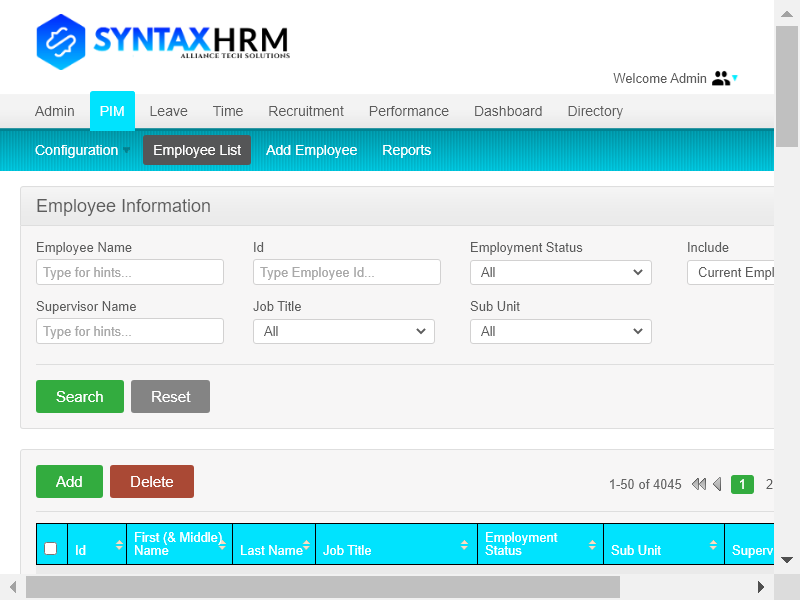 SYNTAXHRM
ALLIANCE TECH SOLUTIONS
Welcome Admin
Admin PIM Leave Time Recruitment Performance Dashboard Directory
Configuration Employee List Add Employee Reports
Employee Information
Employee Name Id Employment Status Include
Type for hints... Type Employee Id... All Current Empl
Supervisor Name Job Title Sub Unit
Type for hints... All All
Search Reset
Add Delete 1-50 of 4045 1 2
Id First (& Middle) Name Last Name Job Title Employment Status Sub Unit Superv